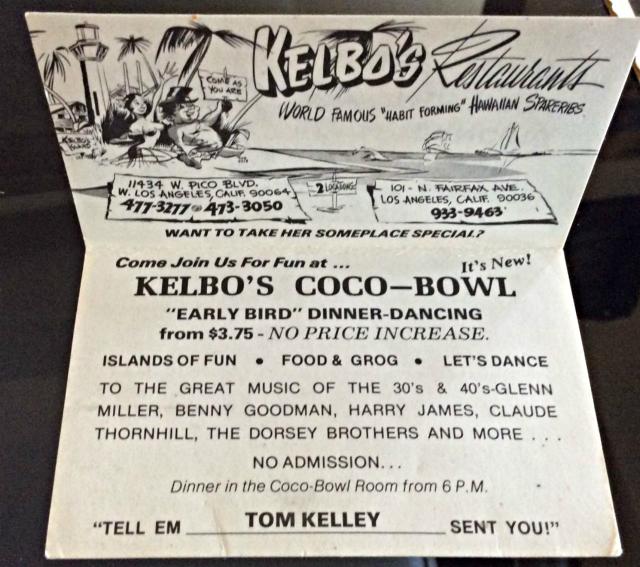 COME AS
YOU ARE
KELBO'S Restaurants
WORLD FAMOUS "HABIT FORMING" HAWAIIAN SPARERIBS
11434 W. PICO BLVD.
W. LOS ANGELES, CALIF. 90064
477-3277 473-3050
2 LOCATIONS!
101 - N. FAIRFAX AVE.
LOS ANGELES, CALIF. 90036
933-9463
WANT TO TAKE HER SOMEPLACE SPECIAL?
Come Join Us For Fun at ... It's New!
KELBO'S COCO-BOWL
"EARLY BIRD" DINNER-DANCING
from $3.75 - NO PRICE INCREASE.
ISLANDS OF FUN • FOOD & GROG • LET'S DANCE
TO THE GREAT MUSIC OF THE 30's & 40's-GLENN
MILLER, BENNY GOODMAN, HARRY JAMES, CLAUDE
THORNHILL, THE DORSEY BROTHERS AND MORE . . .
NO ADMISSION...
Dinner in the Coco-Bowl Room from 6 P.M.
"TELL EM TOM KELLEY SENT YOU!"